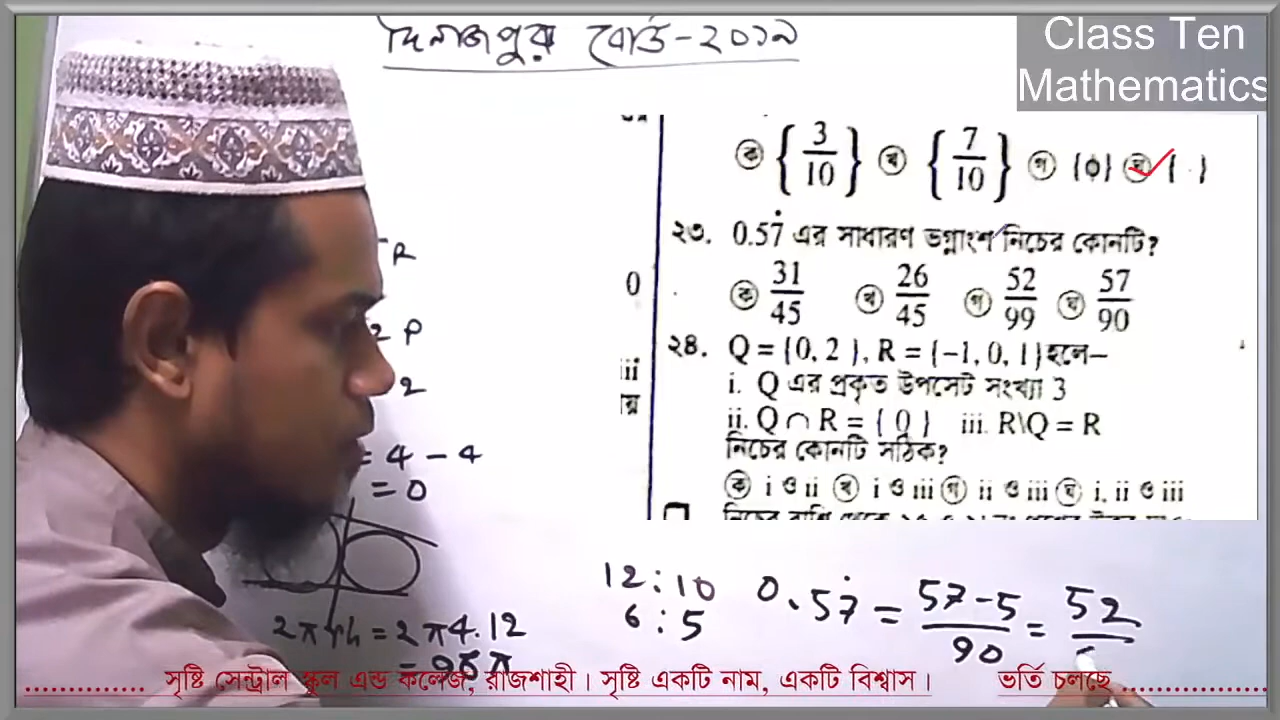 দিনাজপুর বোর্ড-২০১৯
Class Ten
Mathematics
ক {3/10} খ {7/10} গ {ϕ} ঘ { }
২৩. 0.57̇ এর সাধারণ ভগ্নাংশ নিচের কোনটি?
ক 31/45 খ 26/45 গ 52/99 ঘ 57/90
২৪. Q = {0, 2 }, R = {-1, 0, 1} হলে–
i. Q এর প্রকৃত উপসেট সংখ্যা 3
ii. Q ∩ R = { 0 } iii. R\Q = R
নিচের কোনটি সঠিক?
ক i ও ii খ i ও iii গ ii ও iii ঘ i, ii ও iii
0
iii
R
2 P
2
= 4 - 4
= 0
2πrh = 2π4.12
= 96π
12 : 10
6 : 5
0.57̇ = 57-5/90 = 52/
সৃষ্টি সেন্ট্রাল স্কুল এন্ড কলেজ, রাজশাহী। সৃষ্টি একটি নাম, একটি বিশ্বাস। ভর্তি চলছে